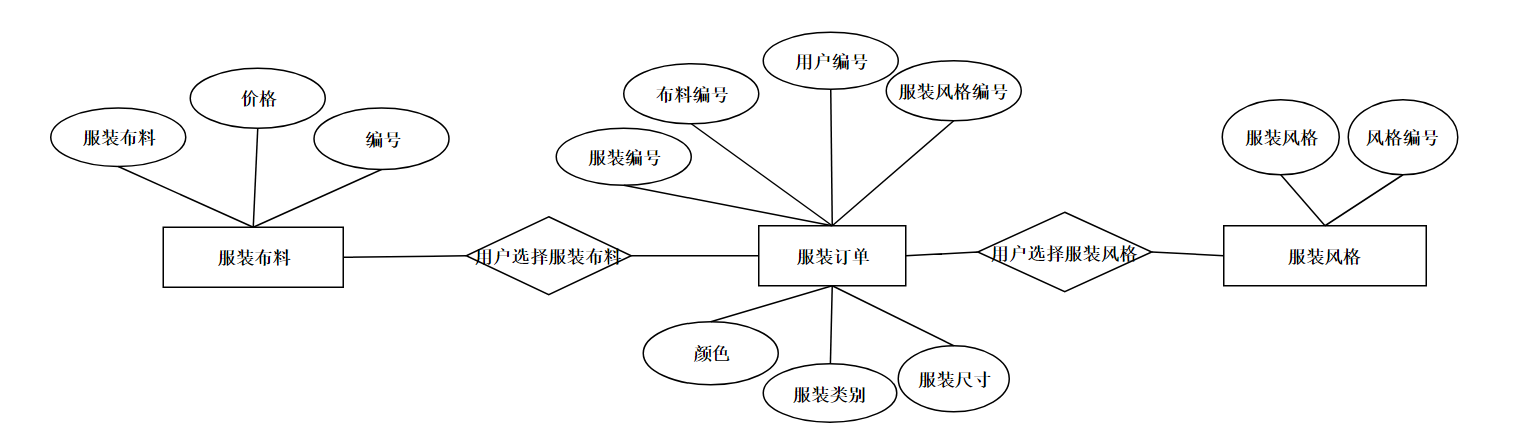 用户编号
价格
布料编号
服装风格编号
服装布料
编号
服装风格
风格编号
服装编号
服装布料
用户选择服装布料
服装订单
用户选择服装风格
服装风格
颜色
服装类别
服装尺寸